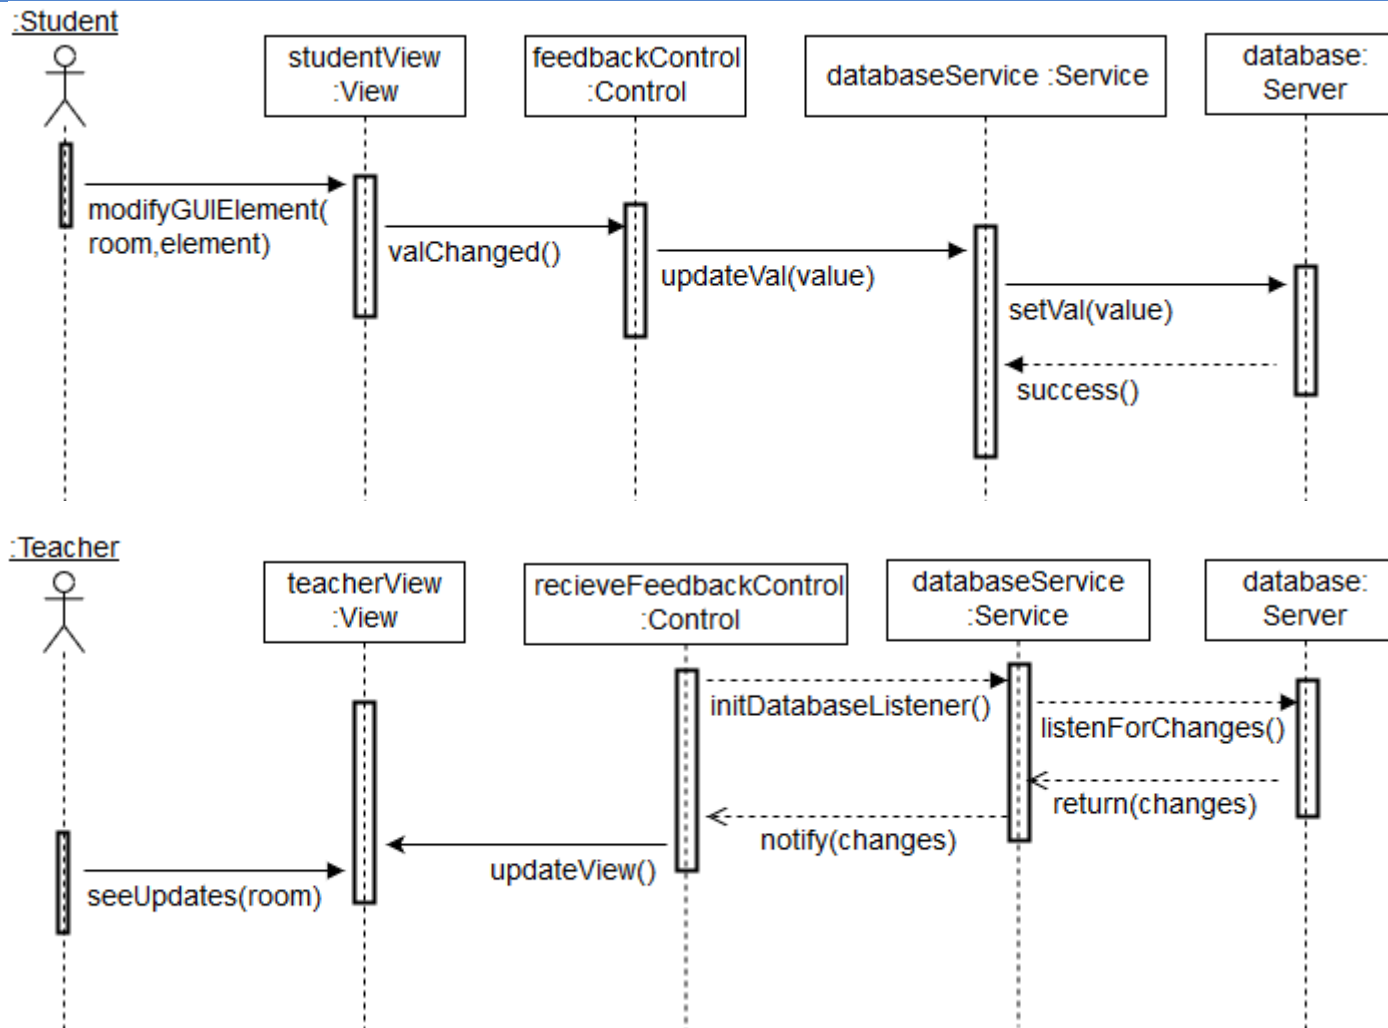 :Student
studentView
:View
feedbackControl
:Control
databaseService :Service
database:
Server
modifyGUIElement(
room,element)
valChanged()
updateVal(value)
setVal(value)
success()
:Teacher
teacherView
:View
recieveFeedbackControl
:Control
databaseService
:Service
database:
Server
initDatabaseListener()
listenForChanges()
return(changes)
notify(changes)
updateView()
seeUpdates(room)